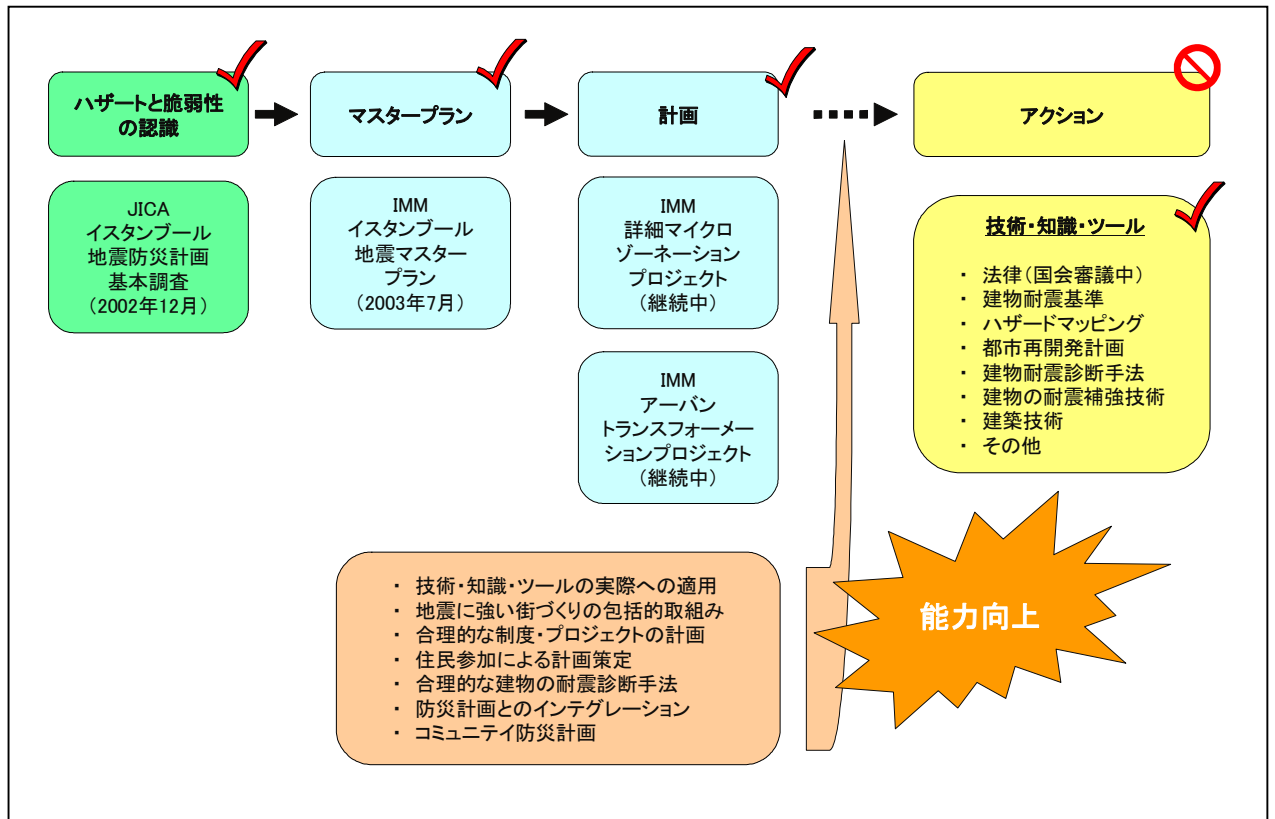 ハザートと脆弱性
の認識
マスタープラン
計画
アクション
JICA
イスタンブール
地震防災計画
基本調査
(2002年12月)
IMM
イスタンブール
地震マスター
プラン
(2003年7月)
IMM
詳細マイクロ
ゾーネーション
プロジェクト
(継続中)
IMM
アーバン
トランスフォーメー
ションプロジェクト
(継続中)
技術・知識・ツール
・ 法律(国会審議中)
・ 建物耐震基準
・ ハザードマッピング
・ 都市再開発計画
・ 建物耐震診断手法
・ 建物の耐震補強技術
・ 建築技術
・ その他
・ 技術・知識・ツールの実際への適用
・ 地震に強い街づくりの包括的取組み
・ 合理的な制度・プロジェクトの計画
・ 住民参加による計画策定
・ 合理的な建物の耐震診断手法
・ 防災計画とのインテグレーション
・ コミュニテイ防災計画
能力向上